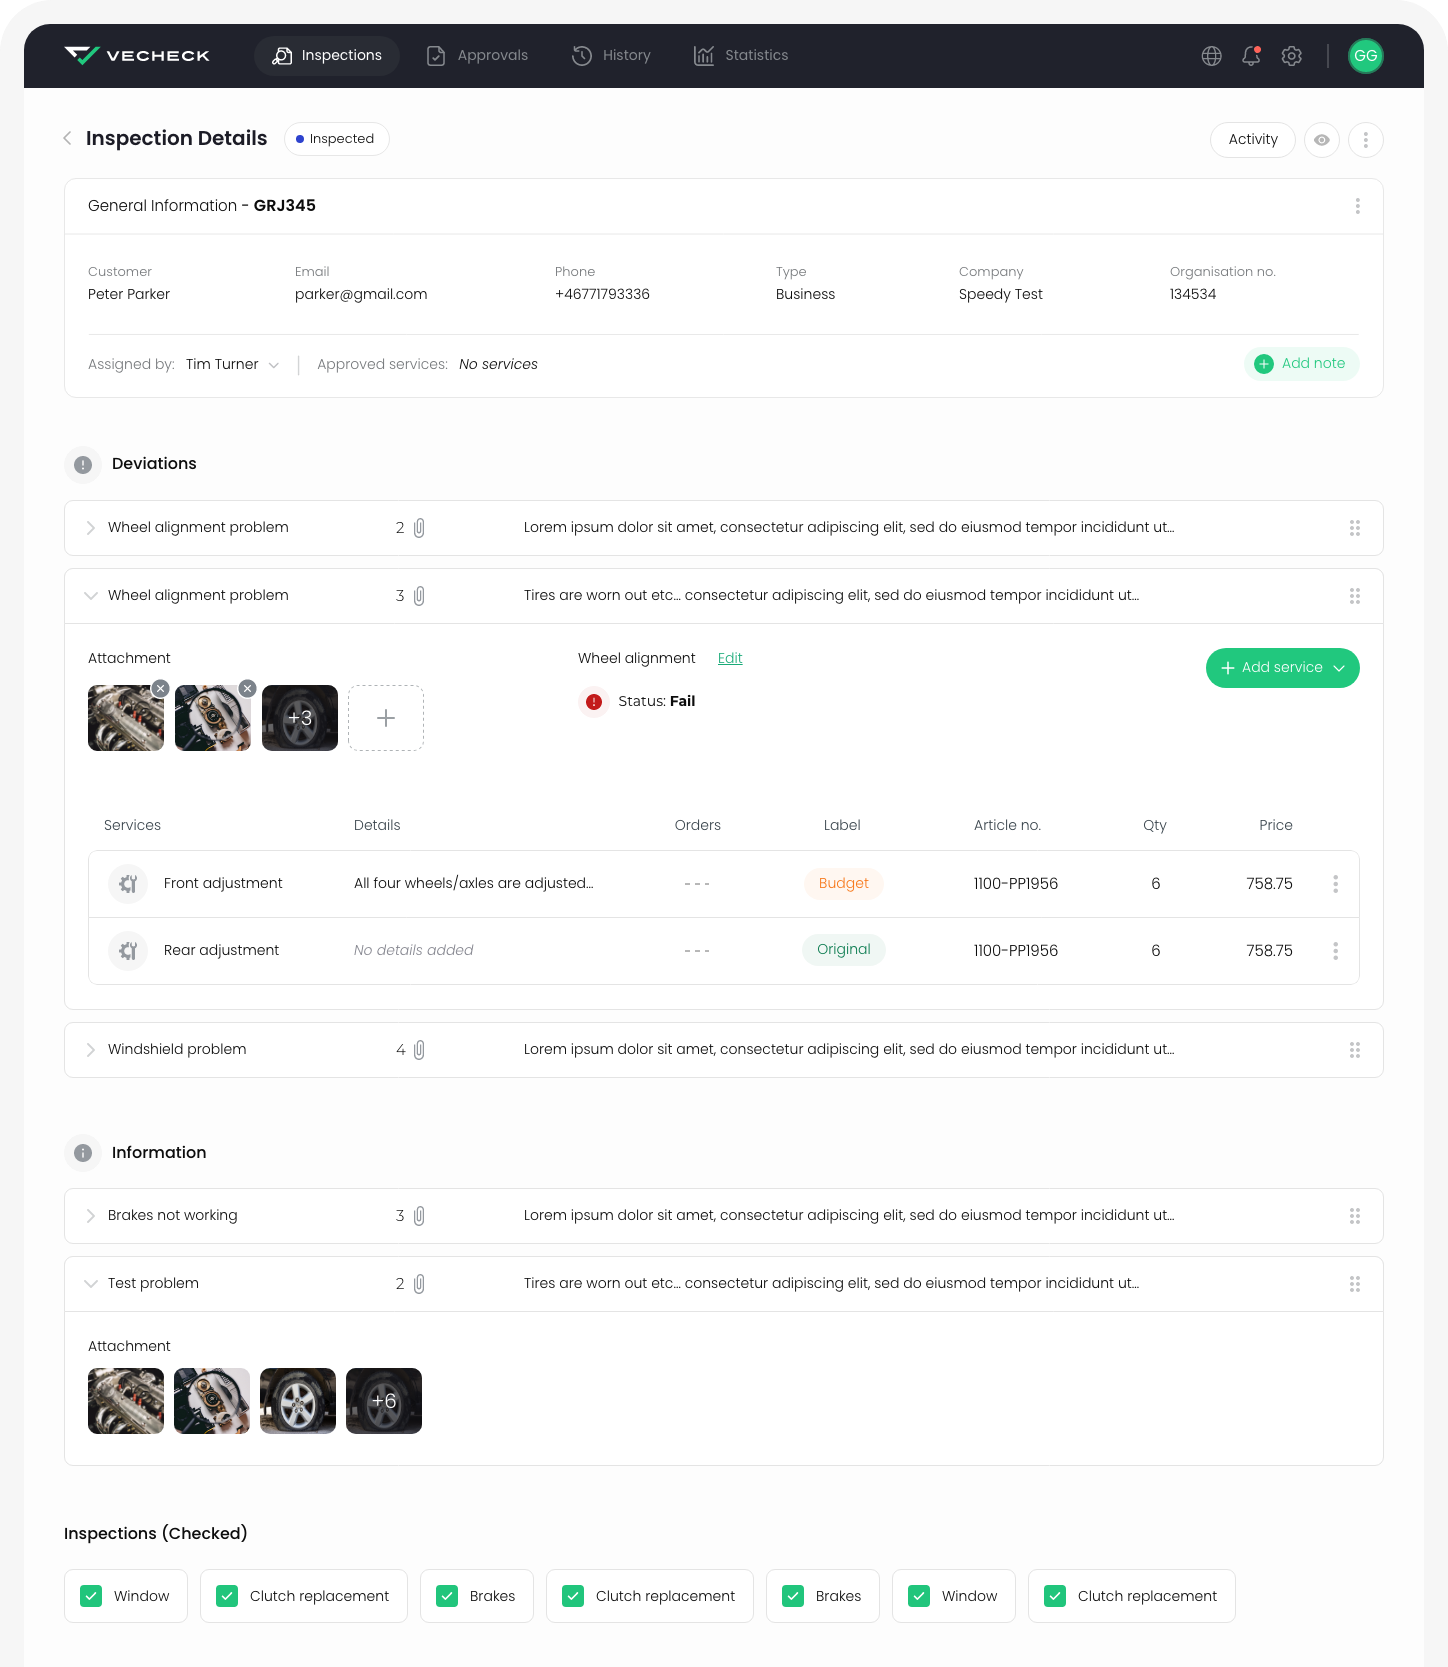 VECHECK
Inspections
Approvals
History
Statistics
GG
Inspection Details
Inspected
Activity
General Information - GRJ345
Customer
Email
Phone
Type
Company
Organisation no.
Peter Parker
parker@gmail.com
+46771793336
Business
Speedy Test
134534
Assigned by: Tim Turner
Approved services: No services
Add note
Deviations
Wheel alignment problem
2
Lorem ipsum dolor sit amet, consectetur adipiscing elit, sed do eiusmod tempor incididunt ut...
Wheel alignment problem
3
Tires are worn out etc... consectetur adipiscing elit, sed do eiusmod tempor incididunt ut...
Attachment
Wheel alignment
Edit
Add service
Status: Fail
+3
Services
Details
Orders
Label
Article no.
Qty
Price
Front adjustment
All four wheels/axles are adjusted...
---
Budget
1100-PP1956
6
758.75
Rear adjustment
No details added
---
Original
1100-PP1956
6
758.75
Windshield problem
4
Lorem ipsum dolor sit amet, consectetur adipiscing elit, sed do eiusmod tempor incididunt ut...
Information
Brakes not working
3
Lorem ipsum dolor sit amet, consectetur adipiscing elit, sed do eiusmod tempor incididunt ut...
Test problem
2
Tires are worn out etc... consectetur adipiscing elit, sed do eiusmod tempor incididunt ut...
Attachment
+6
Inspections (Checked)
Window
Clutch replacement
Brakes
Clutch replacement
Brakes
Window
Clutch replacement